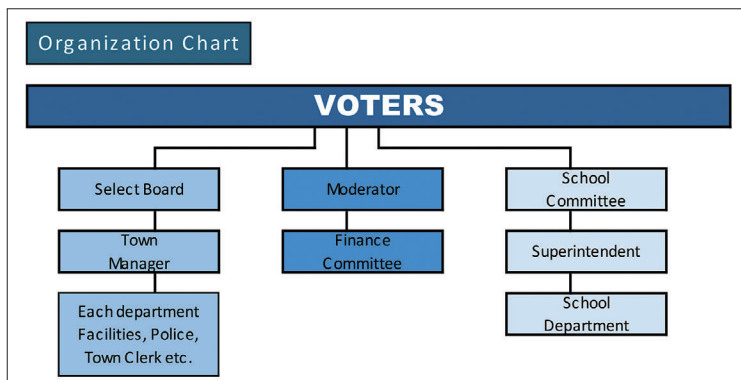 Organization Chart
VOTERS
Select Board
Moderator
School
Committee
Town
Manager
Finance
Committee
Superintendent
Each department
Facilities, Police,
Town Clerk etc.
School
Department